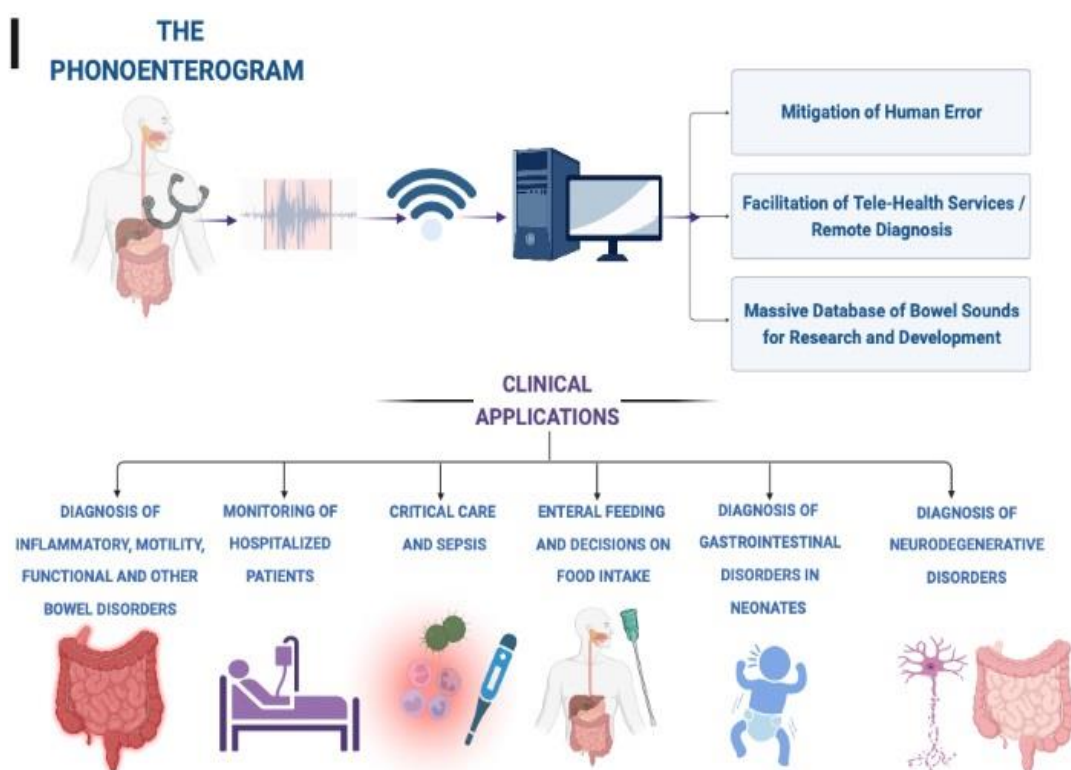 THE
PHONOENTEROGRAM
Mitigation of Human Error
Facilitation of Tele-Health Services /
Remote Diagnosis
Massive Database of Bowel Sounds
for Research and Development
CLINICAL
APPLICATIONS
DIAGNOSIS OF
INFLAMMATORY, MOTILITY,
FUNCTIONAL AND OTHER
BOWEL DISORDERS
MONITORING OF
HOSPITALIZED
PATIENTS
CRITICAL CARE
AND SEPSIS
ENTERAL FEEDING
AND DECISIONS ON
FOOD INTAKE
DIAGNOSIS OF
GASTROINTESTINAL
DISORDERS IN
NEONATES
DIAGNOSIS OF
NEURODEGENERATIVE
DISORDERS